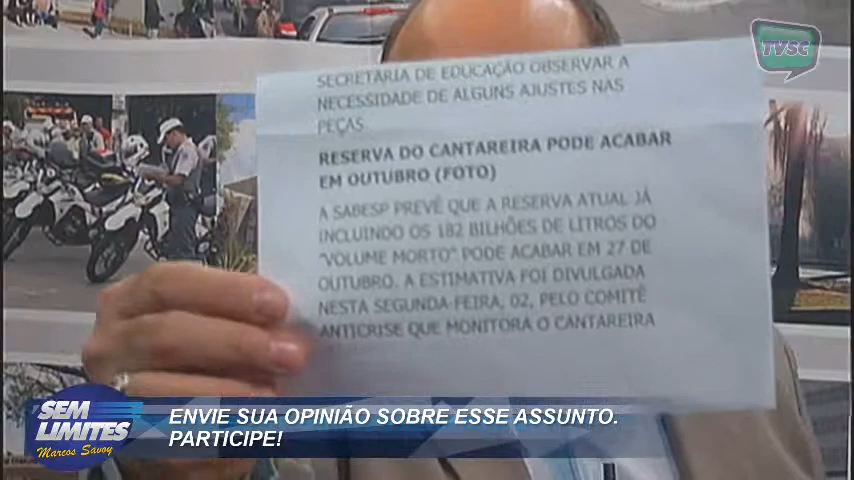 TVSC
SECRETARIA DE EDUCAÇÃO OBSERVAR A
NECESSIDADE DE ALGUNS AJUSTES NAS
PEÇAS
RESERVA DO CANTAREIRA PODE ACABAR
EM OUTUBRO (FOTO)
A SABESP PREVÊ QUE A RESERVA ATUAL JÁ
INCLUINDO OS 182 BILHÕES DE LITROS DO
"VOLUME MORTO" PODE ACABAR EM 27 DE
OUTUBRO. A ESTIMATIVA FOI DIVULGADA
NESTA SEGUNDA-FEIRA, 02, PELO COMITÊ
ANTICRISE QUE MONITORA O CANTAREIRA
SEM
LIMITES
Marcos Savoy
ENVIE SUA OPINIÃO SOBRE ESSE ASSUNTO.
PARTICIPE!